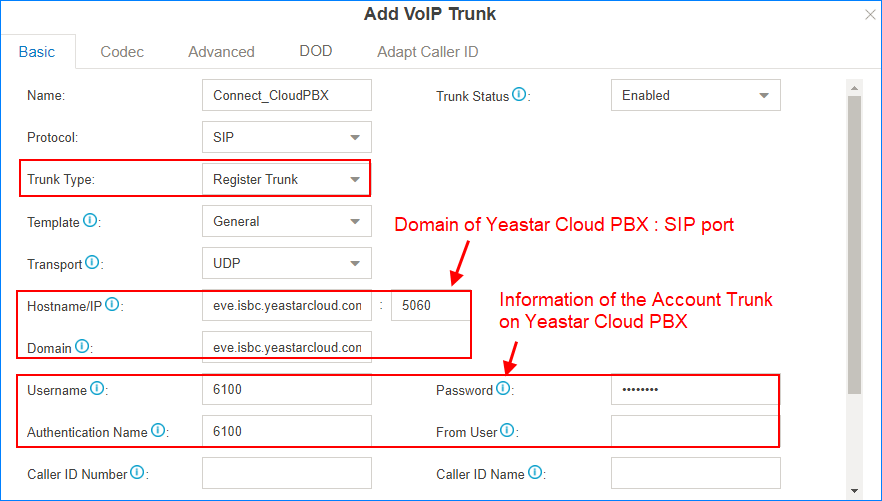 Add VoIP Trunk
Basic Codec Advanced DOD Adapt Caller ID
Name: Connect_CloudPBX Trunk Status: Enabled
Protocol: SIP
Trunk Type: Register Trunk
Template: General
Domain of Yeastar Cloud PBX : SIP port
Transport: UDP
Hostname/IP: eve.isbc.yeastarcloud.con : 5060
Information of the Account Trunk
on Yeastar Cloud PBX
Domain: eve.isbc.yeastarcloud.con
Username: 6100 Password: ••••••••
Authentication Name: 6100 From User:
Caller ID Number: Caller ID Name: